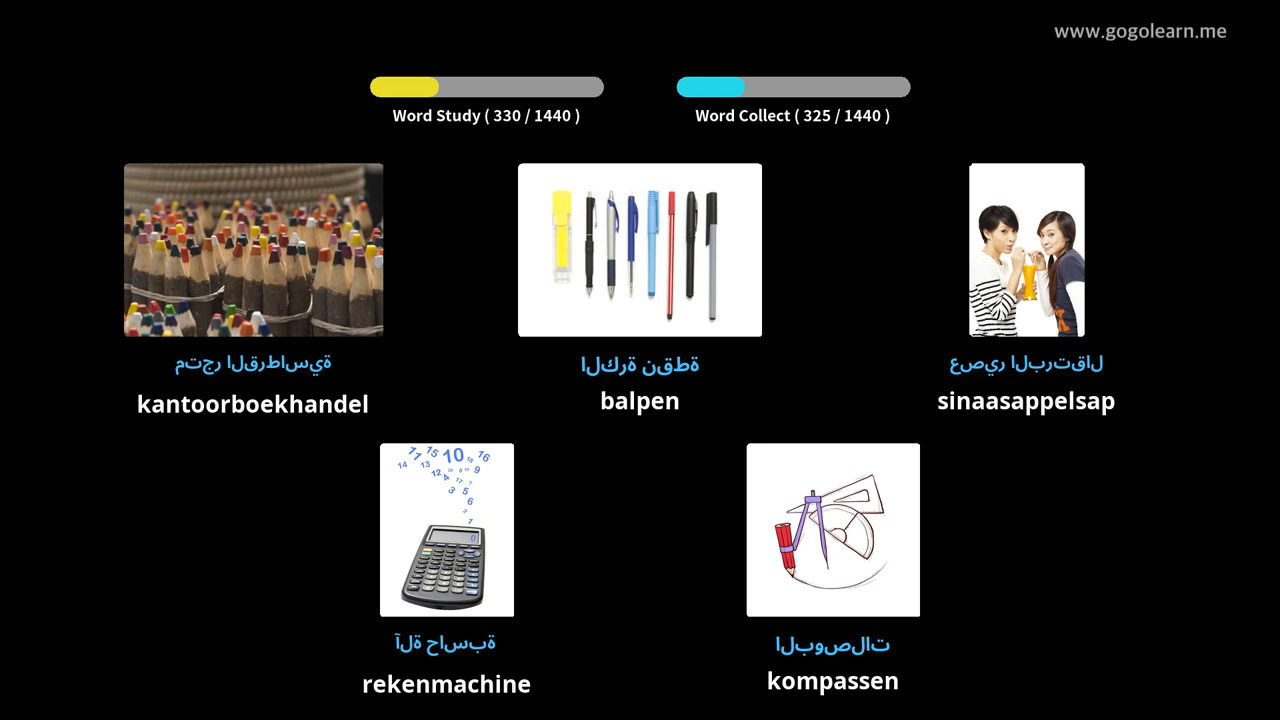 www.gogolearn.me
Word Study ( 330 / 1440 )
Word Collect ( 325 / 1440 )
متجر القرطاسية
الكرة نقطة
عصير البرتقال
kantoorboekhandel
balpen
sinaasappelsap
آلة حاسبة
البوصلات
rekenmachine
kompassen